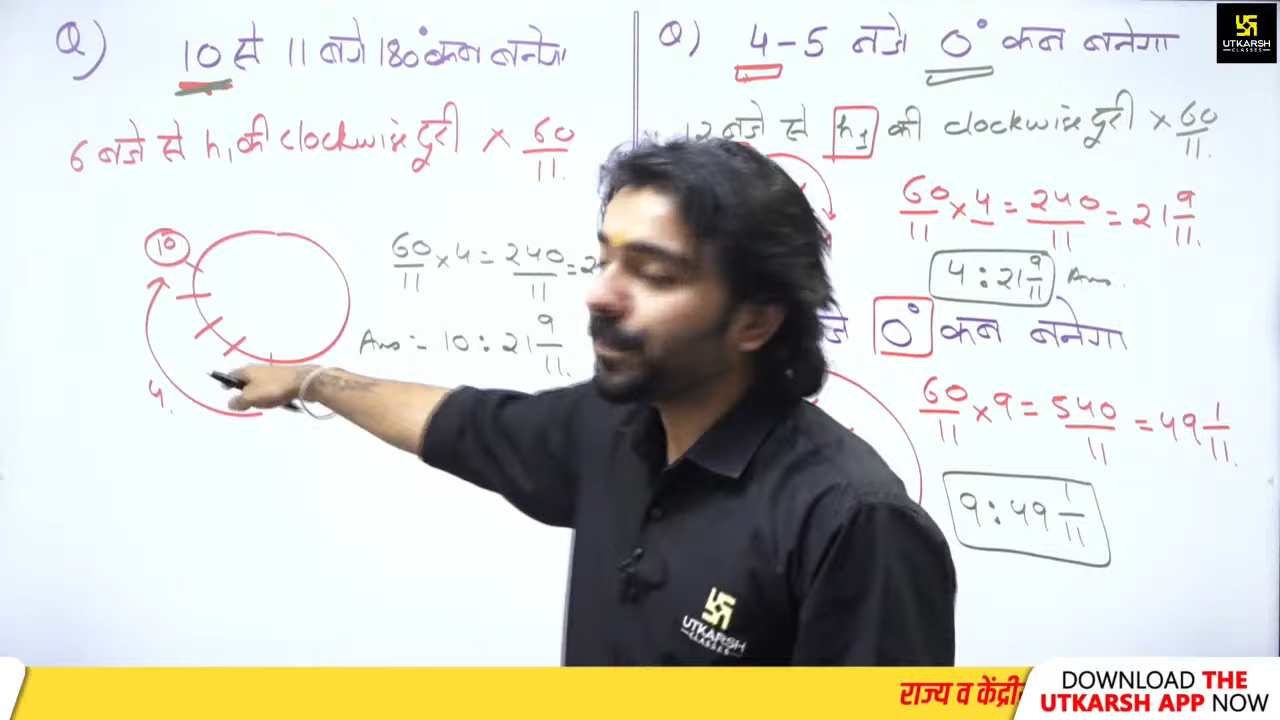 Q) 10 से 11 बजे 180° कब बनेगा
6 बजे से h₁ की clockwise दूरी × 60/11.
10
4.
60/11 × 4 = 240/11 = 2
Ans :- 10 : 21 9/11.
Q) 4-5 बजे 0° कब बनेगा
12 बजे से h₁ की clockwise दूरी × 60/11.
60/11 × 4 = 240/11 = 21 9/11.
4 : 21 9/11 Ans.
बजे 0° कब बनेगा
60/11 × 9 = 540/11 = 49 1/11.
9 : 49 1/11
UTKARSH
CLASSES
UTKARSH
CLASSES
राज्य व केंद्री
DOWNLOAD THE
UTKARSH APP NOW